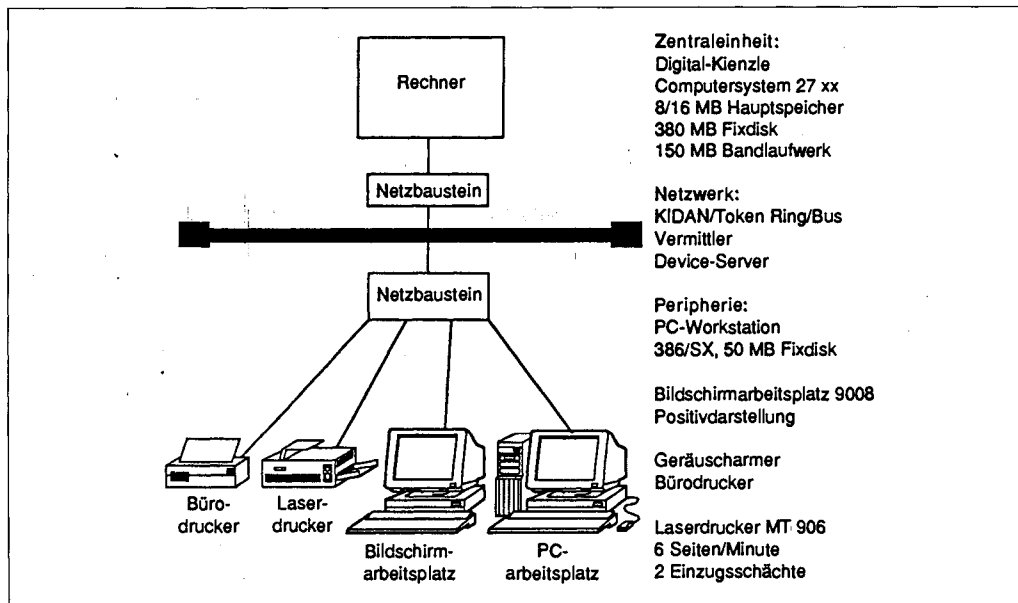 Rechner
Netzbaustein
Netzbaustein
Büro-
drucker
Laser-
drucker
Bildschirm-
arbeitsplatz
PC-
arbeitsplatz
Zentraleinheit:
Digital-Kienzle
Computersystem 27 xx
8/16 MB Hauptspeicher
380 MB Fixdisk
150 MB Bandlaufwerk
Netzwerk:
KIDAN/Token Ring/Bus
Vermittler
Device-Server
Peripherie:
PC-Workstation
386/SX, 50 MB Fixdisk
Bildschirmarbeitsplatz 9008
Positivdarstellung
Geräuscharmer
Bürodrucker
Laserdrucker MT 906
6 Seiten/Minute
2 Einzugsschächte